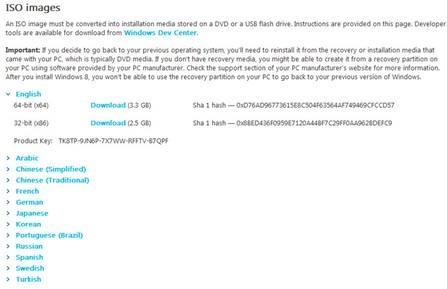 ISO images
An ISO image must be converted into installation media stored on a DVD or a USB flash drive. Instructions are provided on this page. Developer
tools are available for download from Windows Dev Center.
Important: If you decide to go back to your previous operating system, you'll need to reinstall it from the recovery or installation media that
came with your PC, which is typically DVD media. If you don't have recovery media, you might be able to create it from a recovery partition on
your PC using software provided by your PC manufacturer. Check the support section of your PC manufacturer's website for more information.
After you install Windows 8, you won't be able to use the recovery partition on your PC to go back to your previous version of Windows.
English
64-bit (x64) Download (3.3 GB) Sha 1 hash — 0xD76AD96773615E8C504F63564AF749469CFCCD57
32-bit (x86) Download (2.5 GB) Sha 1 hash — 0x8BED436F0959E7120A44BF7C29FF0AA962BDEFC9
Product Key: TK8TP-9JN6P-7X7WW-RFFTV-B7QPF
Arabic
Chinese (Simplified)
Chinese (Traditional)
French
German
Japanese
Korean
Portuguese (Brazil)
Russian
Spanish
Swedish
Turkish